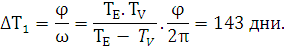 ΔT₁ = φ/ω = (T_E . T_V)/(T_E − T_V) . φ/2π = 143 дни.